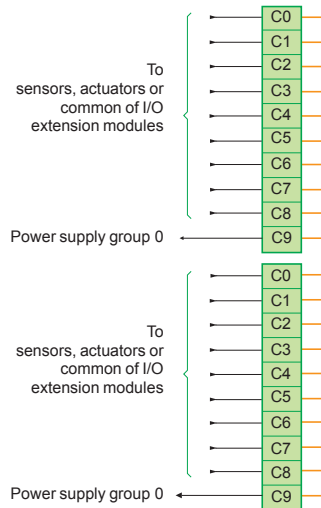 C0
C1
C2
C3
C4
C5
C6
C7
C8
C9
To
sensors, actuators or
common of I/O
extension modules
Power supply group 0
C0
C1
C2
C3
C4
C5
C6
C7
C8
C9
To
sensors, actuators or
common of I/O
extension modules
Power supply group 0